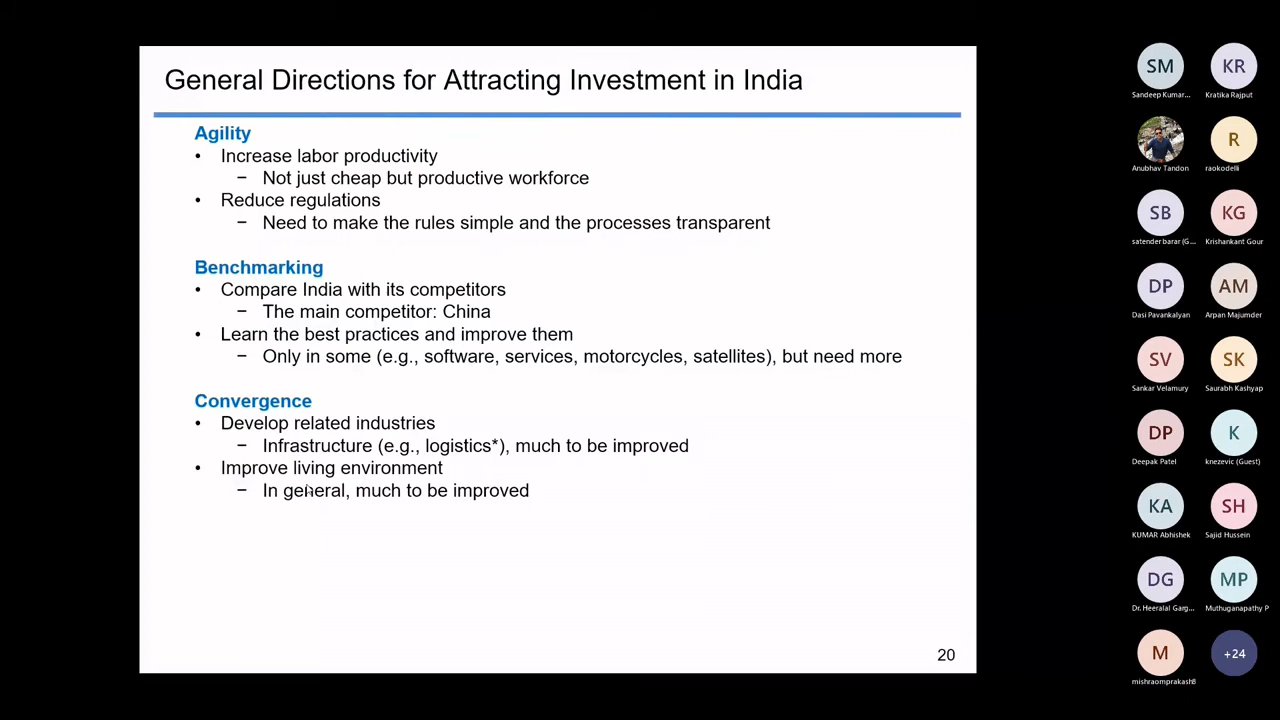 General Directions for Attracting Investment in India
Agility
• Increase labor productivity
− Not just cheap but productive workforce
• Reduce regulations
− Need to make the rules simple and the processes transparent
Benchmarking
• Compare India with its competitors
− The main competitor: China
• Learn the best practices and improve them
− Only in some (e.g., software, services, motorcycles, satellites), but need more
Convergence
• Develop related industries
− Infrastructure (e.g., logistics*), much to be improved
• Improve living environment
− In general, much to be improved
20
SM
Sandeep Kumar...
KR
Kratika Rajput
Anubhav Tandon
R
raokodelli
SB
satender barar (G...
KG
Krishankant Gour
DP
Dasi Pavankalyan
AM
Arpan Majumder
SV
Sankar Velamury
SK
Saurabh Kashyap
DP
Deepak Patel
K
knezevic (Guest)
KA
KUMAR Abhishek
SH
Sajid Hussein
DG
Dr. Heeralal Garg...
MP
Muthuganapathy P
M
mishraomprakash8
+24